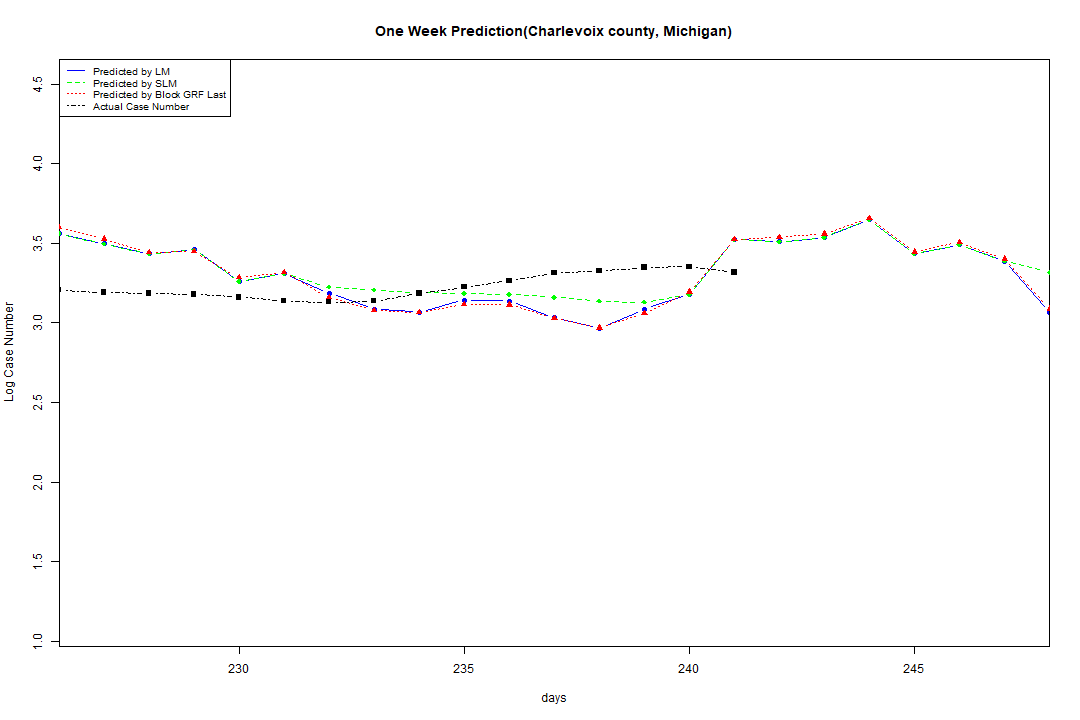 One Week Prediction(Charlevoix county, Michigan)
Predicted by LM
Predicted by SLM
Predicted by Block GRF Last
Actual Case Number
4.5
4.0
3.5
3.0
2.5
2.0
1.5
1.0
Log Case Number
230 235 240 245
days